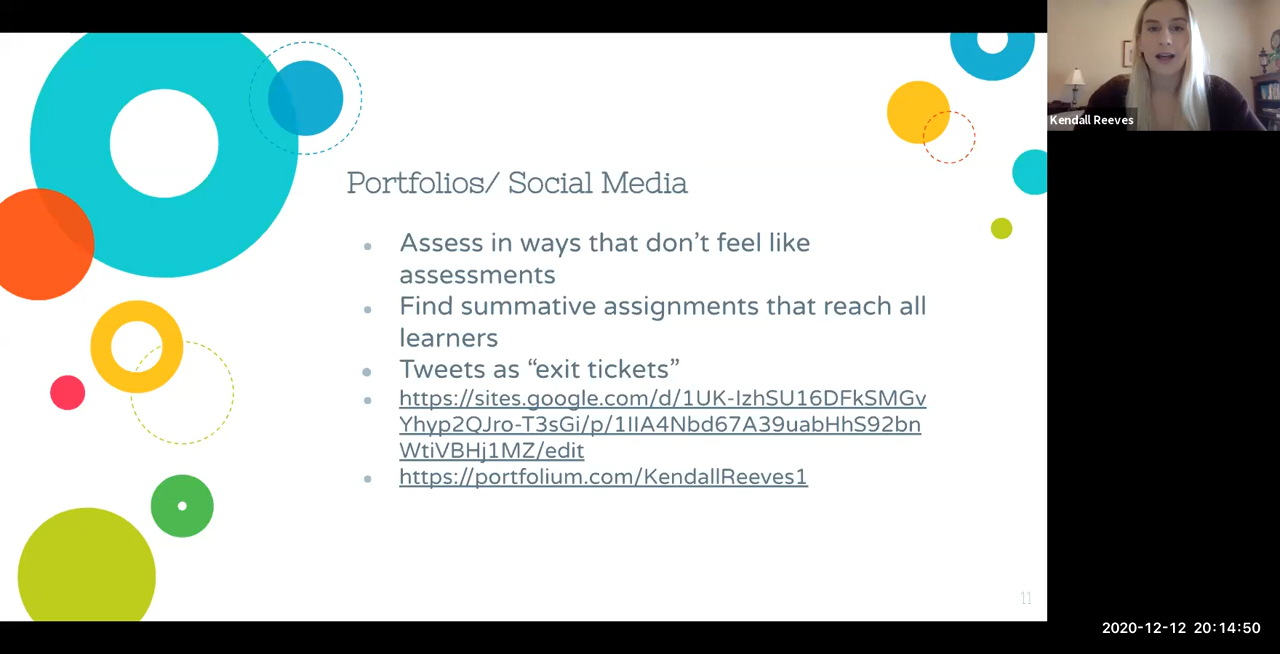 Kendall Reeves
Portfolios/ Social Media
Assess in ways that don’t feel like
assessments
Find summative assignments that reach all
learners
Tweets as “exit tickets”
https://sites.google.com/d/1UK-IzhSU16DFkSMGv
Yhyp2QJro-T3sGi/p/1IIA4Nbd67A39uabHhS92bn
WtiVBHj1MZ/edit
https://portfolium.com/KendallReeves1
11
2020-12-12 20:14:50